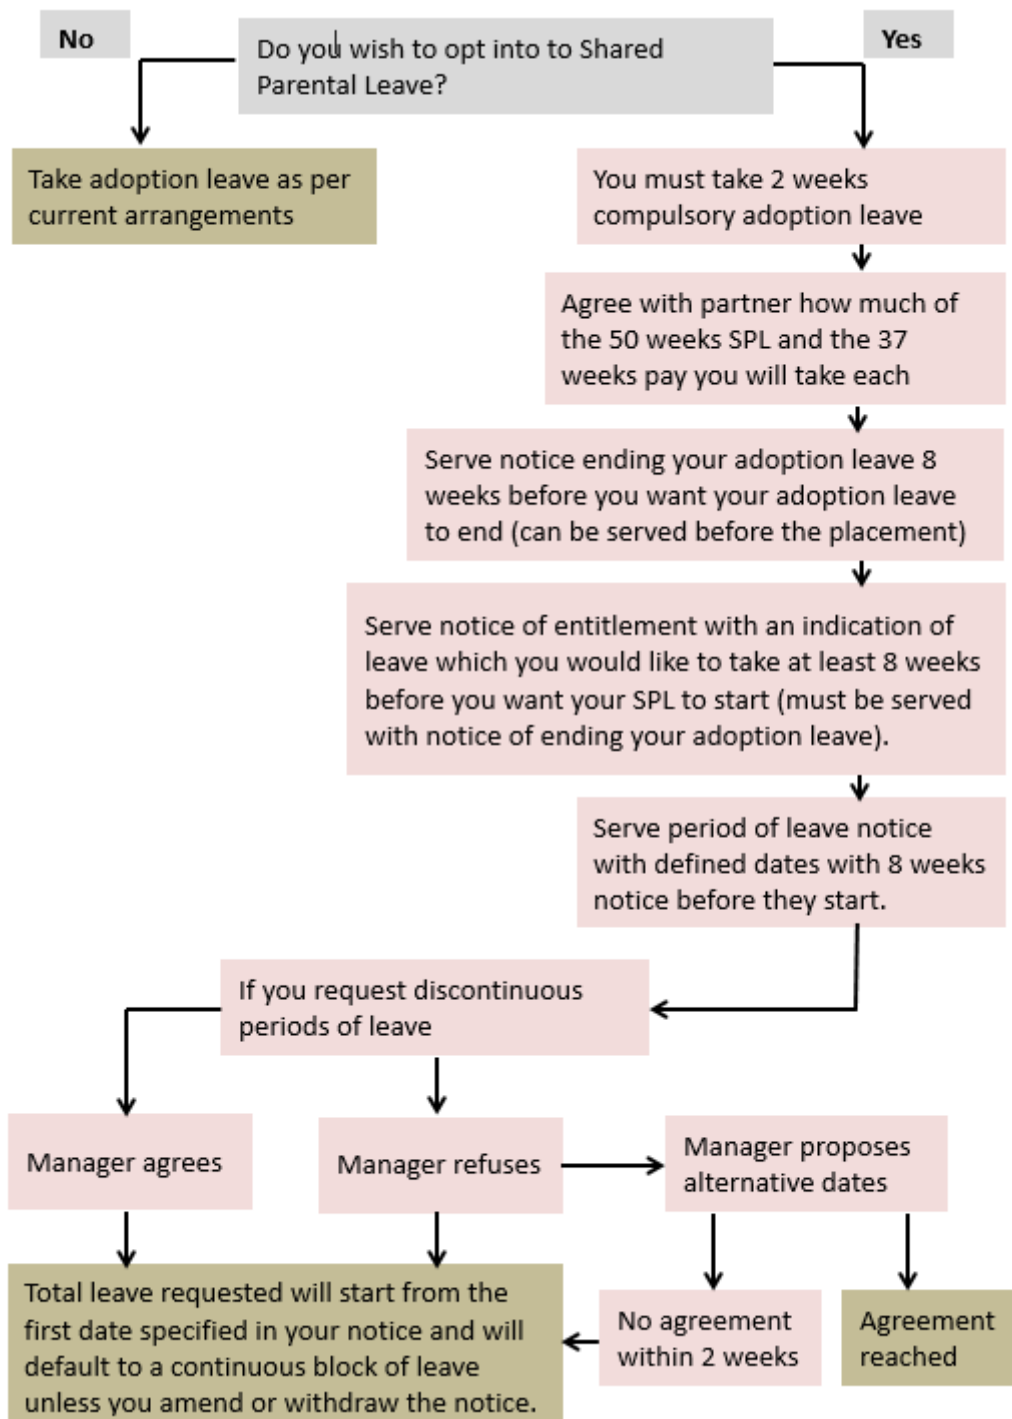 No
Do you wish to opt into to Shared
Parental Leave?
Yes
Take adoption leave as per
current arrangements
You must take 2 weeks
compulsory adoption leave
Agree with partner how much of
the 50 weeks SPL and the 37
weeks pay you will take each
Serve notice ending your adoption leave 8
weeks before you want your adoption leave
to end (can be served before the placement)
Serve notice of entitlement with an indication of
leave which you would like to take at least 8 weeks
before you want your SPL to start (must be served
with notice of ending your adoption leave).
Serve period of leave notice
with defined dates with 8 weeks
notice before they start.
If you request discontinuous
periods of leave
Manager agrees
Manager refuses
Manager proposes
alternative dates
Total leave requested will start from the
first date specified in your notice and will
default to a continuous block of leave
unless you amend or withdraw the notice.
No agreement
within 2 weeks
Agreement
reached